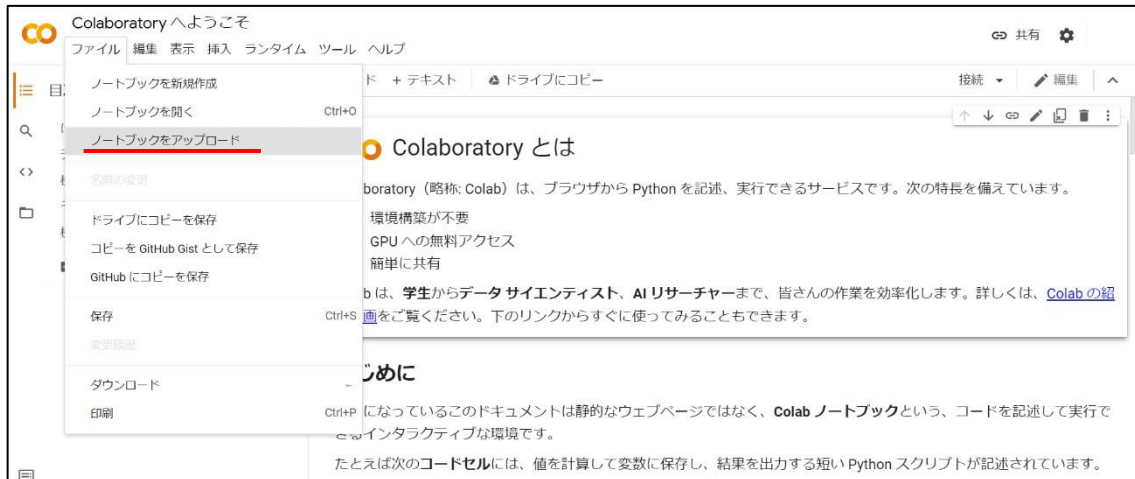 Colaboratory へようこそ
共有
ファイル 編集 表示 挿入 ランタイム ツール ヘルプ
ド + テキスト ドライブにコピー
接続 編集
ノートブックを新規作成
ノートブックを開く Ctrl+O
ノートブックをアップロード
名前の変更
ドライブにコピーを保存
コピーを GitHub Gist として保存
GitHub にコピーを保存
保存 Ctrl+S
変更履歴
ダウンロード
印刷 Ctrl+P
Colaboratory とは
boratory(略称: Colab)は、ブラウザから Python を記述、実行できるサービスです。次の特長を備えています。
環境構築が不要
GPU への無料アクセス
簡単に共有
b は、学生からデータ サイエンティスト、AI リサーチャーまで、皆さんの作業を効率化します。詳しくは、Colab の紹
画をご覧ください。下のリンクからすぐに使ってみることもできます。
じめに
になっているこのドキュメントは静的なウェブページではなく、Colab ノートブックという、コードを記述して実行で
きるインタラクティブな環境です。
たとえば次のコードセルには、値を計算して変数に保存し、結果を出力する短い Python スクリプトが記述されています。